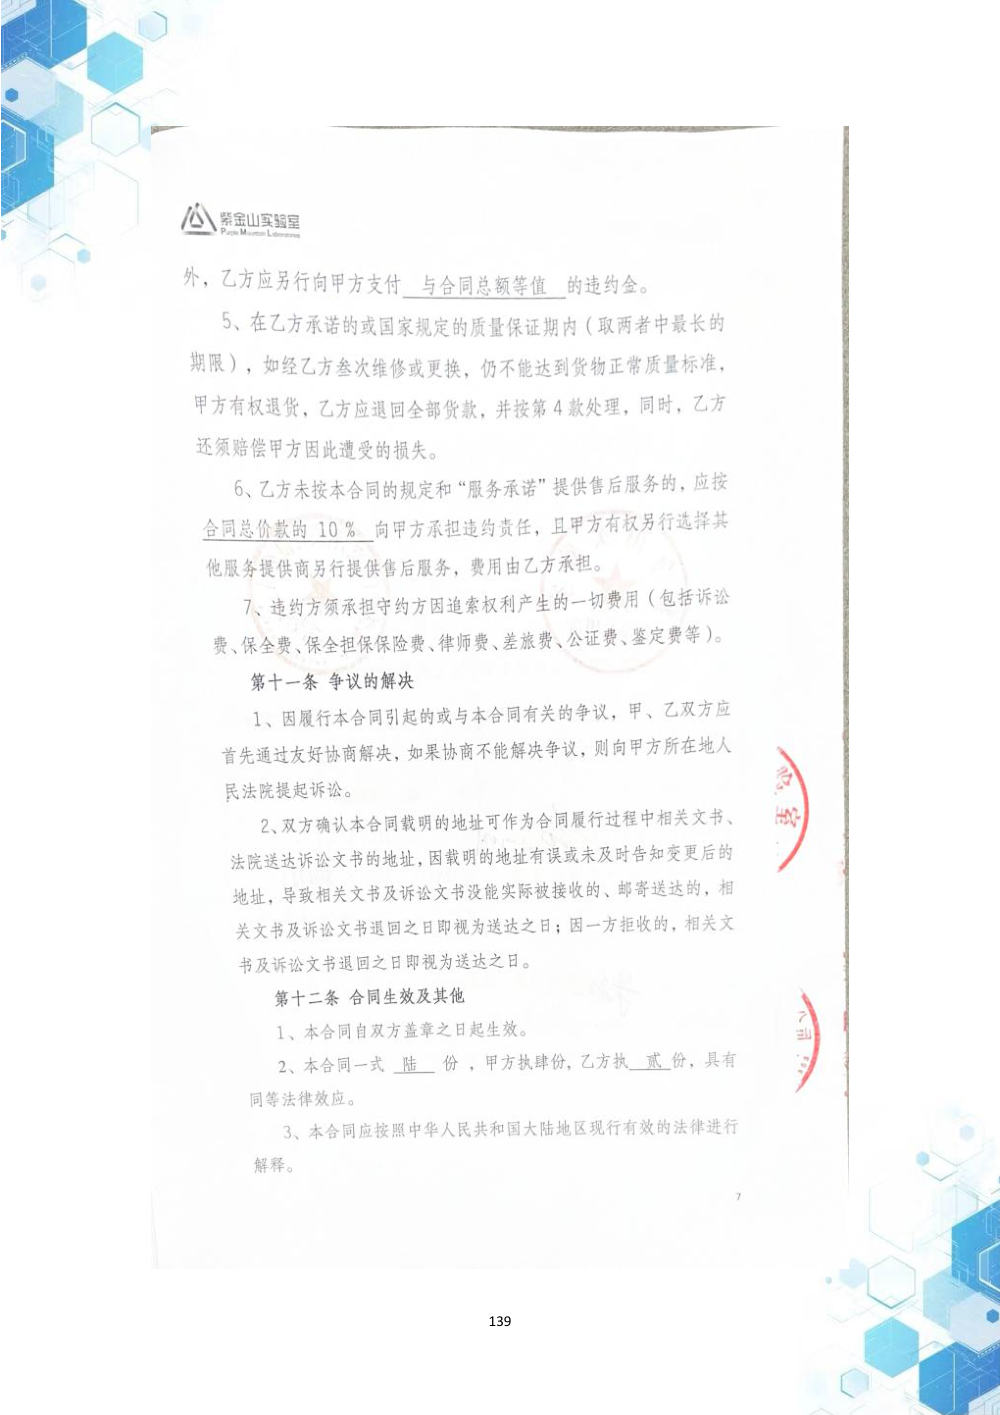 紫金山实验室
Purple Mountain Laboratories
外，乙方应另行向甲方支付 与合同总额等值 的违约金。
5、在乙方承诺的或国家规定的质量保证期内（取两者中最长的
期限），如经乙方叁次维修或更换，仍不能达到货物正常质量标准，
甲方有权退货，乙方应退回全部货款，并按第 4 款处理，同时，乙方
还须赔偿甲方因此遭受的损失。
6、乙方未按本合同的规定和“服务承诺”提供售后服务的，应按
合同总价款的 10 % 向甲方承担违约责任，且甲方有权另行选择其
他服务提供商另行提供售后服务，费用由乙方承担。
7、违约方须承担守约方因追索权利产生的一切费用（包括诉讼
费、保全费、保全担保保险费、律师费、差旅费、公证费、鉴定费等）。
第十一条 争议的解决
1、因履行本合同引起的或与本合同有关的争议，甲、乙双方应
首先通过友好协商解决，如果协商不能解决争议，则向甲方所在地人
民法院提起诉讼。
2、双方确认本合同载明的地址可作为合同履行过程中相关文书、
法院送达诉讼文书的地址，因载明的地址有误或未及时告知变更后的
地址，导致相关文书及诉讼文书没能实际被接收的、邮寄送达的，相
关文书及诉讼文书退回之日即视为送达之日；因一方拒收的，相关文
书及诉讼文书退回之日即视为送达之日。
第十二条 合同生效及其他
1、本合同自双方盖章之日起生效。
2、本合同一式 陆 份 ，甲方执肆份，乙方执 贰 份，具有
同等法律效应。
3、本合同应按照中华人民共和国大陆地区现行有效的法律进行
解释。
7
验室
139